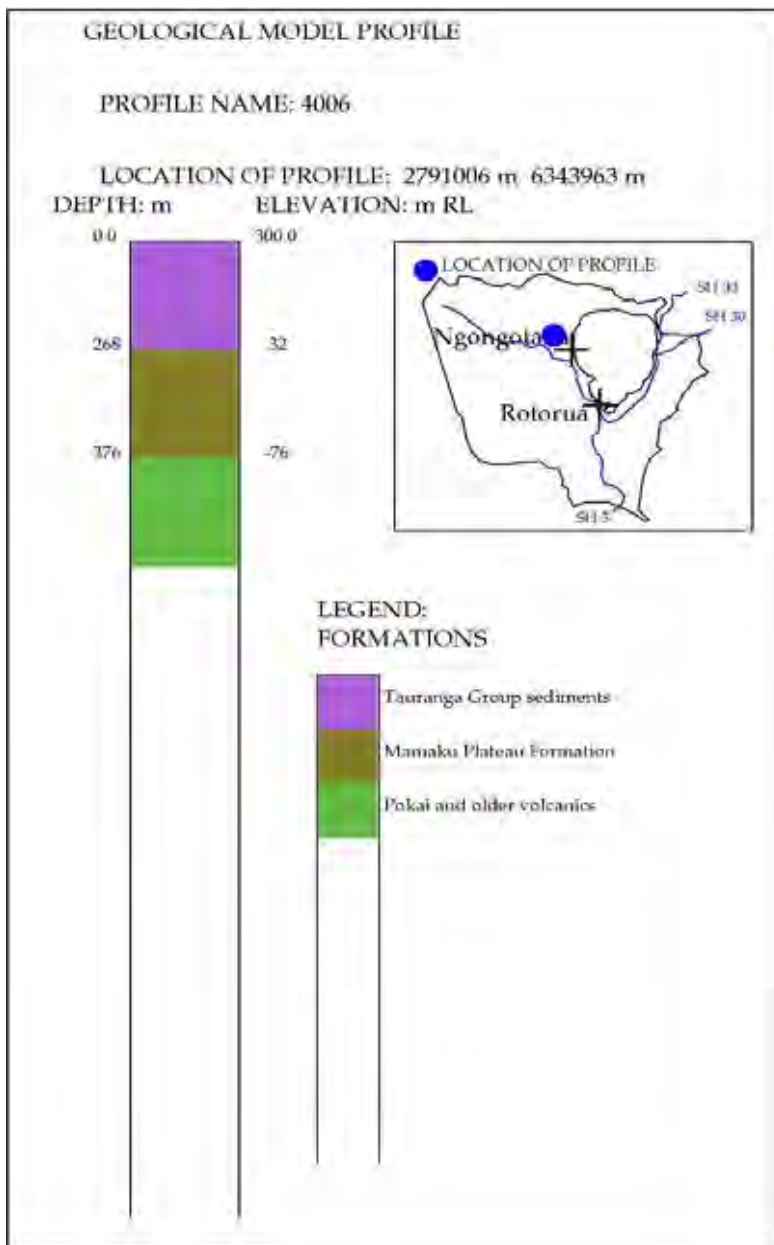 GEOLOGICAL MODEL PROFILE
PROFILE NAME: 4006
LOCATION OF PROFILE: 2791006 m 6343963 m
DEPTH: m ELEVATION: m RL
0.0 300.0
268 32
376 -76
LOCATION OF PROFILE
SH 30
Rotorua
SH 5
LEGEND:
FORMATIONS
Tauranga Group sediments
Mamaku Plateau Formation
Pokai and older volcanics